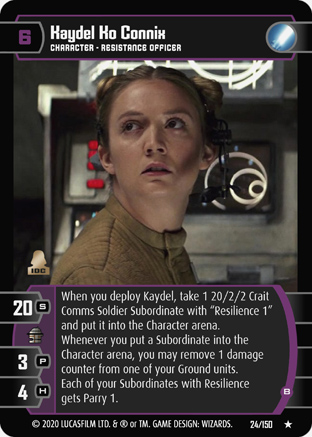 6
Kaydel Ko Connix
CHARACTER • RESISTANCE OFFICER
IDC
20 S
3 P
4 H
When you deploy Kaydel, take 1 20/2/2 Crait
Comms Soldier Subordinate with “Resilience 1”
and put it into the Character arena.
Whenever you put a Subordinate into the
Character arena, you may remove 1 damage
counter from one of your Ground units.
Each of your Subordinates with Resilience
gets Parry 1.
B
© 2020 LUCASFILM LTD. & ® or TM. GAME DESIGN: WIZARDS.
24/150 ★